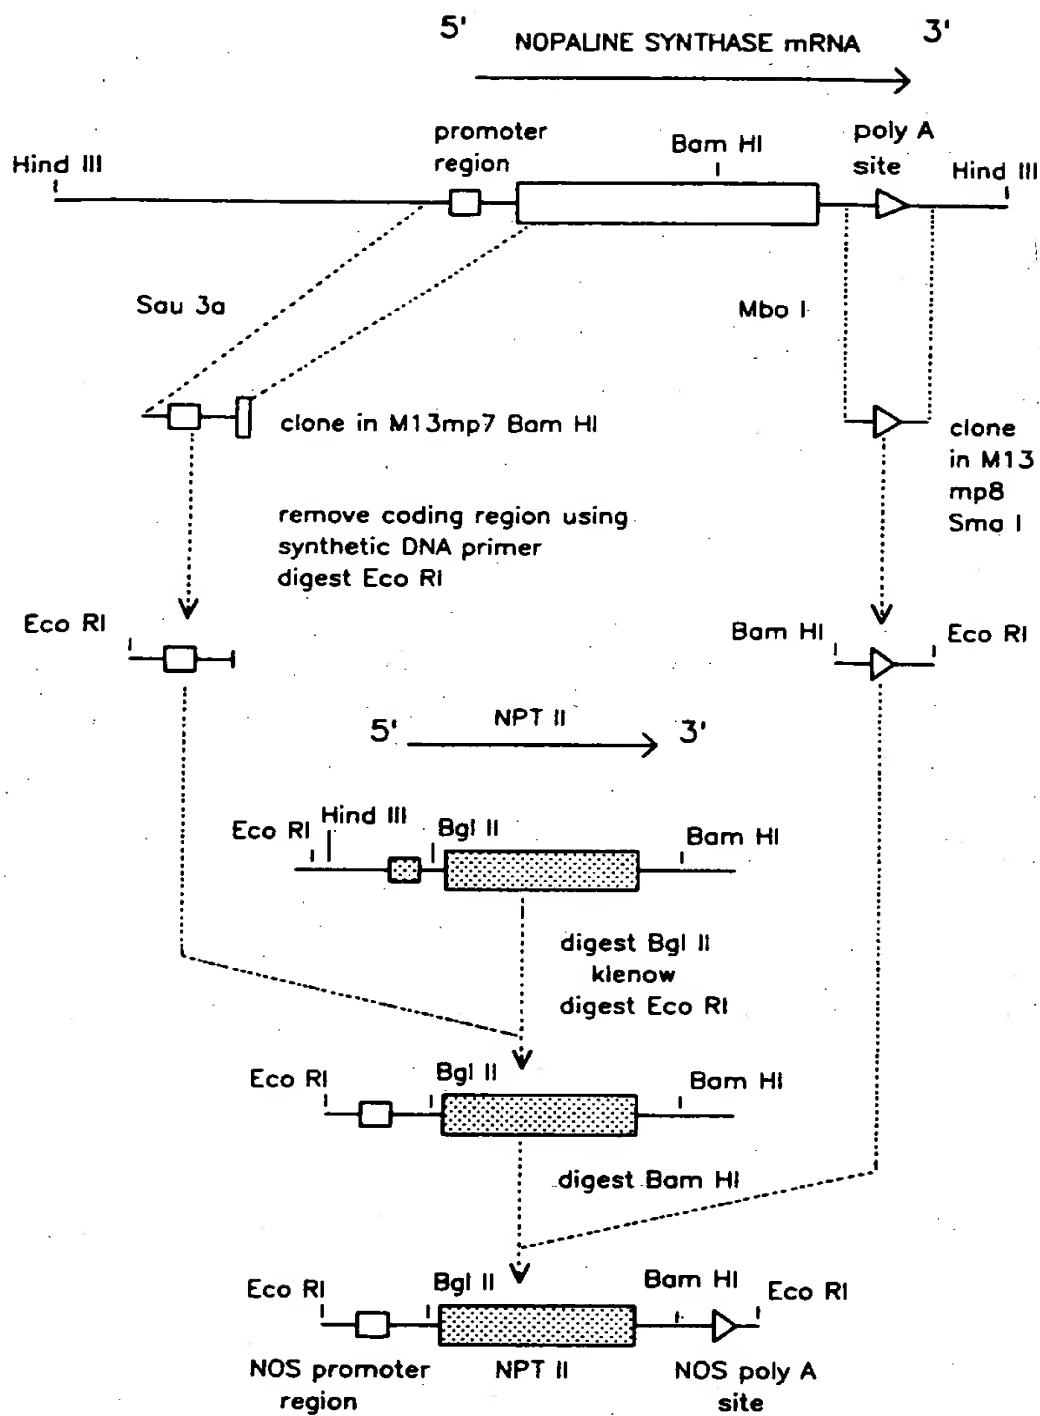 5'
NOPALINE SYNTHASE mRNA
3'
promoter
region
Bam HI
poly A
site
Hind III
Hind III
Sau 3a
Mbo I
clone in M13mp7 Bam HI
clone
in M13
mp8
Sma I
remove coding region using
synthetic DNA primer
digest Eco RI
Eco RI
Bam HI
Eco RI
5'
NPT II
3'
Eco RI
Hind III
Bgl II
Bam HI
digest Bgl II
klenow
digest Eco RI
Eco RI
Bgl II
Bam HI
digest Bam HI
Eco RI
Bgl II
Bam HI
Eco RI
NOS promoter
region
NPT II
NOS poly A
site